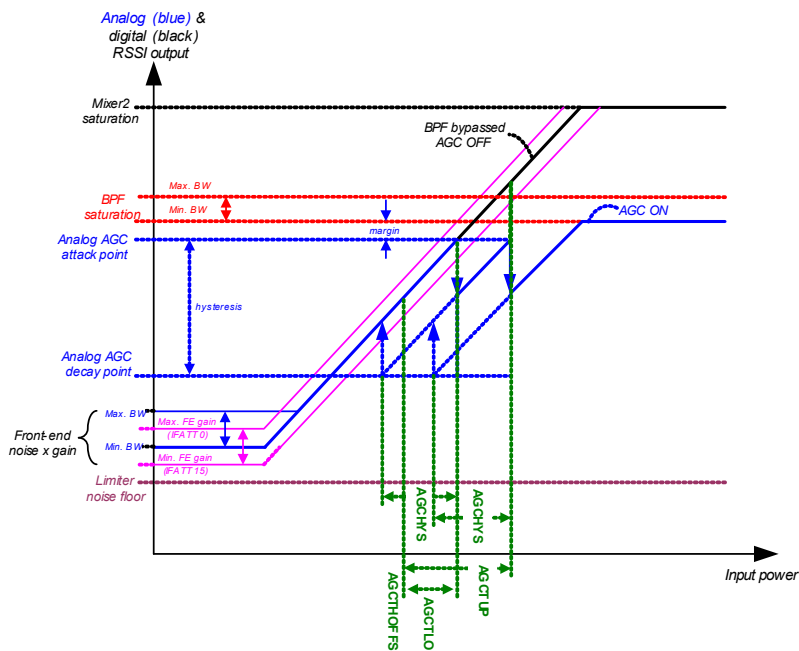 Analog (blue) &
digital (black)
RSSI output
Mixer2
saturation
BPF bypassed
AGC OFF
Max. BW
BPF
saturation
Min. BW
AGC ON
margin
Analog AGC
attack point
hysteresis
Analog AGC
decay point
Max. BW
Max. FE gain
(IFATT 0)
Front-end
noise x gain
Min. BW
Min. FE gain
(IFATT 15)
Limiter
noise floor
AGCHYS
AGCHYS
Input power
AGCTHOFFS
AGCTLO
AGCTUP